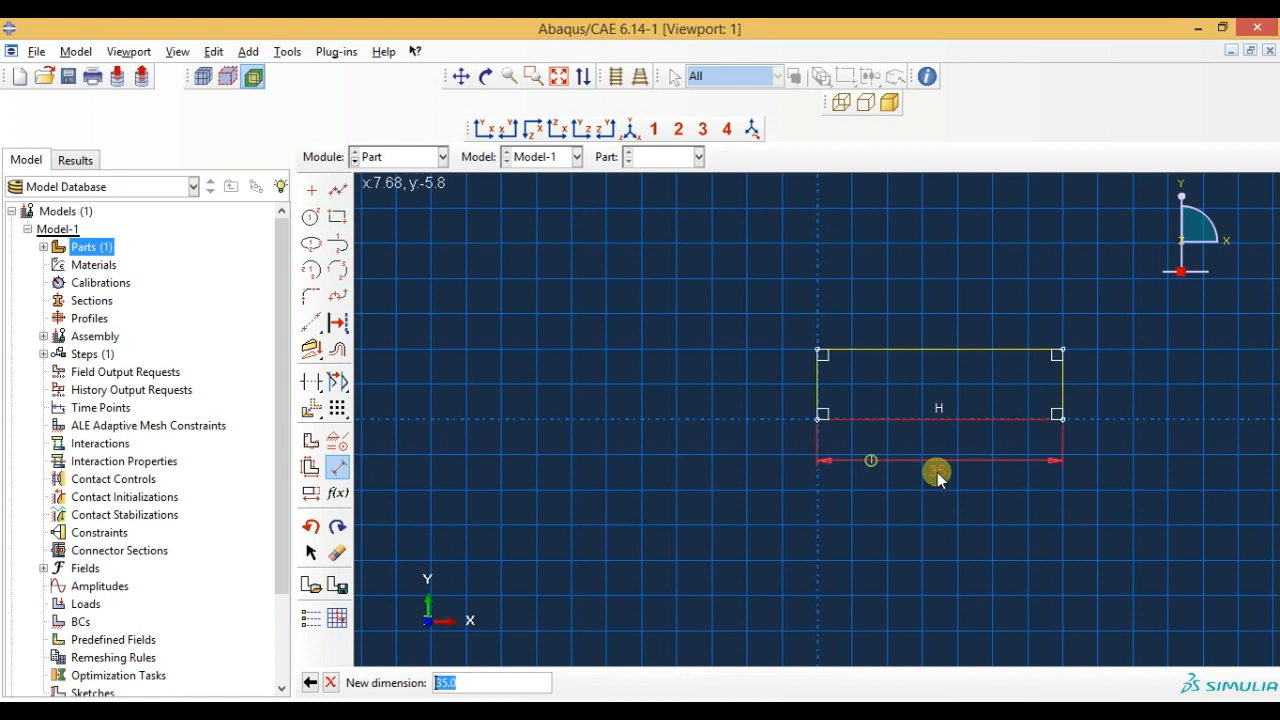 Abaqus/CAE 6.14-1 [Viewport: 1]
File Model Viewport View Edit Add Tools Plug-ins Help
All
1 2 3 4
Model Results
Module: Part Model: Model-1 Part:
Model Database
x:7.68, y:-5.8
Models (1)
Model-1
Parts (1)
Materials
Calibrations
Sections
Profiles
Assembly
Steps (1)
Field Output Requests
History Output Requests
Time Points
ALE Adaptive Mesh Constraints
Interactions
Interaction Properties
Contact Controls
Contact Initializations
Contact Stabilizations
Constraints
Connector Sections
Fields
Amplitudes
Loads
BCs
Predefined Fields
Remeshing Rules
Optimization Tasks
Sketches
f(x)
Y
Z X
H
35
Y
X
New dimension: 35.0
SIMULIA